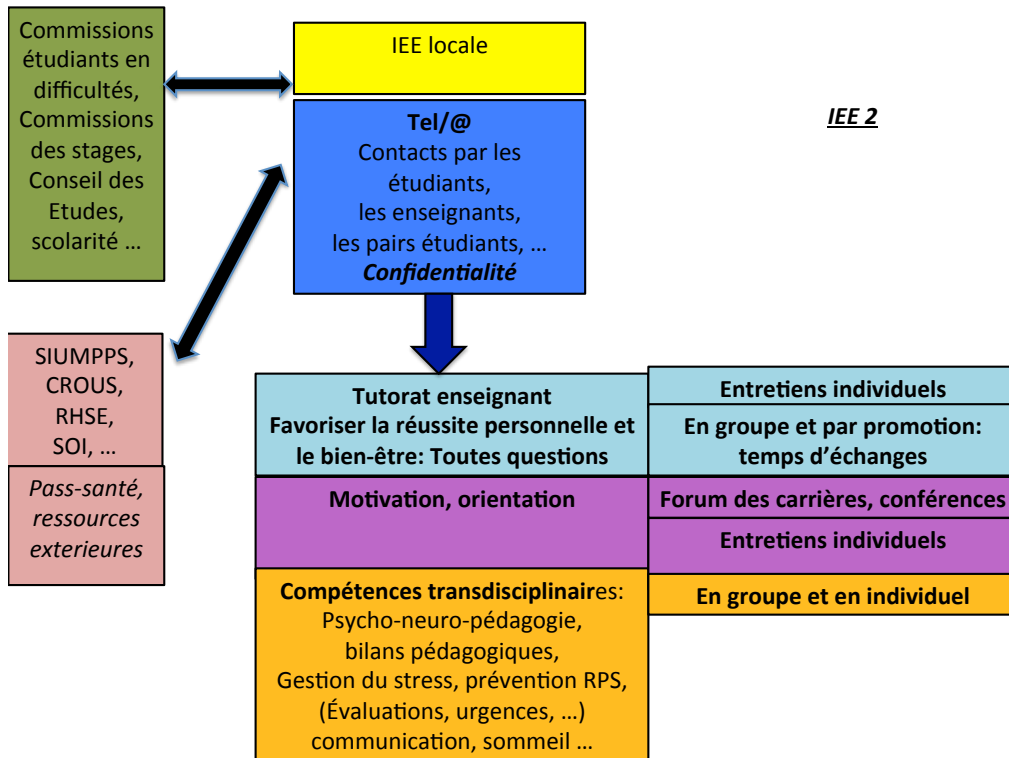 Commissions
étudiants en
difficultés,
Commissions
des stages,
Conseil des
Etudes,
scolarité …
IEE locale
Tel/@
Contacts par les
étudiants,
les enseignants,
les pairs étudiants, …
Confidentialité
IEE 2
SIUMPPS,
CROUS,
RHSE,
SOI, …
Pass-santé,
ressources
exterieures
Tutorat enseignant
Favoriser la réussite personnelle et
le bien-être: Toutes questions
Entretiens individuels
En groupe et par promotion:
temps d’échanges
Motivation, orientation
Forum des carrières, conférences
Entretiens individuels
Compétences transdisciplinaires:
Psycho-neuro-pédagogie,
bilans pédagogiques,
Gestion du stress, prévention RPS,
(Évaluations, urgences, …)
communication, sommeil …
En groupe et en individuel